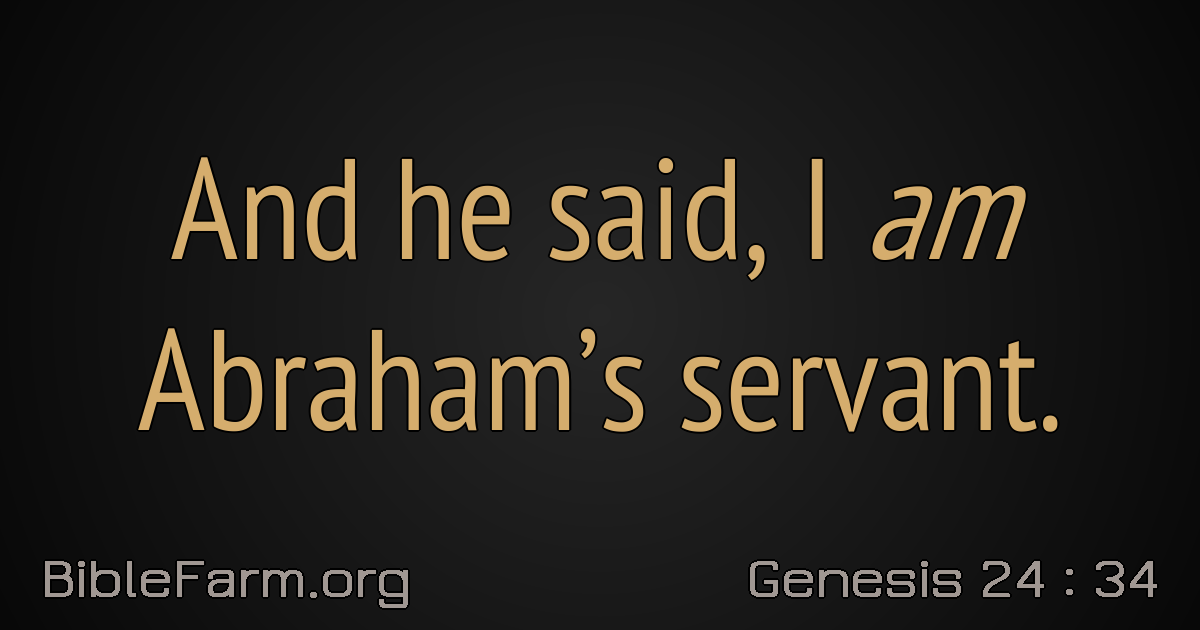 And he said, I am
Abraham’s servant.
BibleFarm.org
Genesis 24 : 34